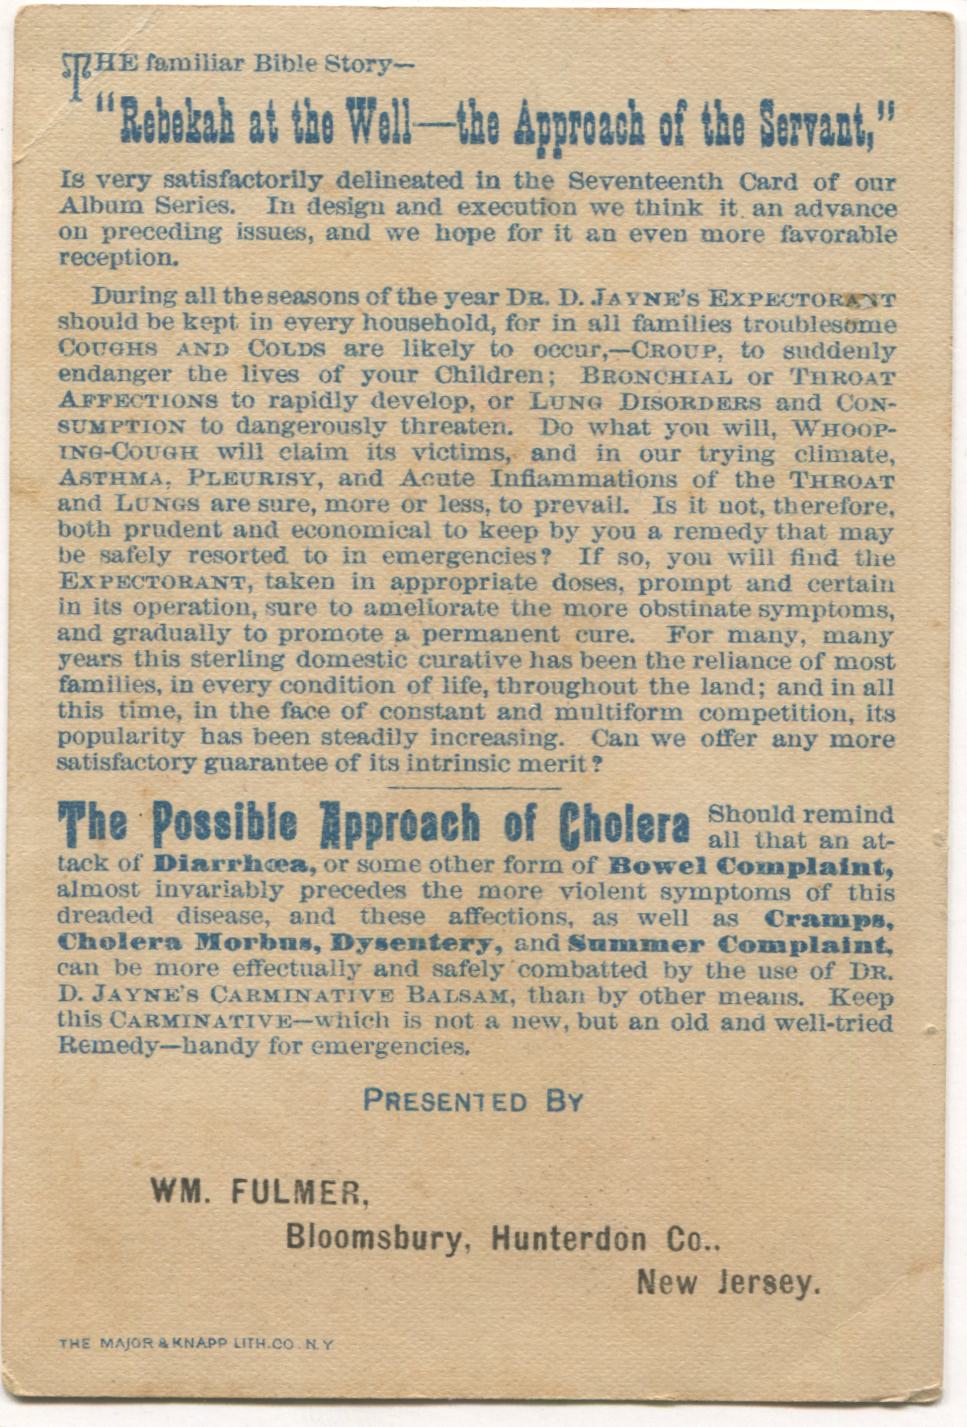 THE familiar Bible Story—
"Rebekah at the Well—the Approach of the Servant,"
Is very satisfactorily delineated in the Seventeenth Card of our
Album Series. In design and execution we think it an advance
on preceding issues, and we hope for it an even more favorable
reception.
During all the seasons of the year DR. D. JAYNE'S EXPECTORANT
should be kept in every household, for in all families troublesome
COUGHS AND COLDS are likely to occur,—CROUP, to suddenly
endanger the lives of your Children; BRONCHIAL or THROAT
AFFECTIONS to rapidly develop, or LUNG DISORDERS and CON-
SUMPTION to dangerously threaten. Do what you will, WHOOP-
ING-COUGH will claim its victims, and in our trying climate,
ASTHMA, PLEURISY, and Acute Inflammations of the THROAT
and LUNGS are sure, more or less, to prevail. Is it not, therefore,
both prudent and economical to keep by you a remedy that may
be safely resorted to in emergencies? If so, you will find the
EXPECTORANT, taken in appropriate doses, prompt and certain
in its operation, sure to ameliorate the more obstinate symptoms,
and gradually to promote a permanent cure. For many, many
years this sterling domestic curative has been the reliance of most
families, in every condition of life, throughout the land; and in all
this time, in the face of constant and multiform competition, its
popularity has been steadily increasing. Can we offer any more
satisfactory guarantee of its intrinsic merit?
The Possible Approach of Cholera Should remind
all that an at-
tack of Diarrhœa, or some other form of Bowel Complaint,
almost invariably precedes the more violent symptoms of this
dreaded disease, and these affections, as well as Cramps,
Cholera Morbus, Dysentery, and Summer Complaint,
can be more effectually and safely combatted by the use of DR.
D. JAYNE'S CARMINATIVE BALSAM, than by other means. Keep
this CARMINATIVE—which is not a new, but an old and well-tried
Remedy—handy for emergencies.
PRESENTED BY
WM. FULMER,
Bloomsbury, Hunterdon Co..
New Jersey.
THE MAJOR & KNAPP LITH. CO. N. Y